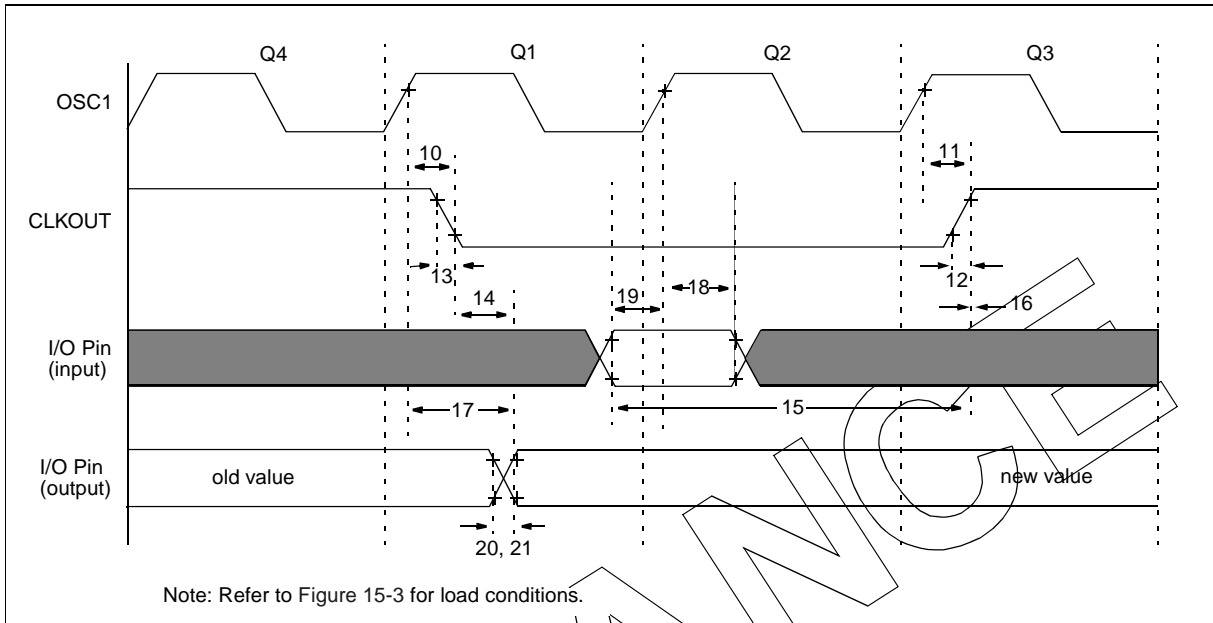 Q4 Q1 Q2 Q3
OSC1
10 11
CLKOUT
13 12
14 19 18 16
I/O Pin
(input)
17 15
I/O Pin
(output)
old value new value
20, 21
Note: Refer to Figure 15-3 for load conditions.